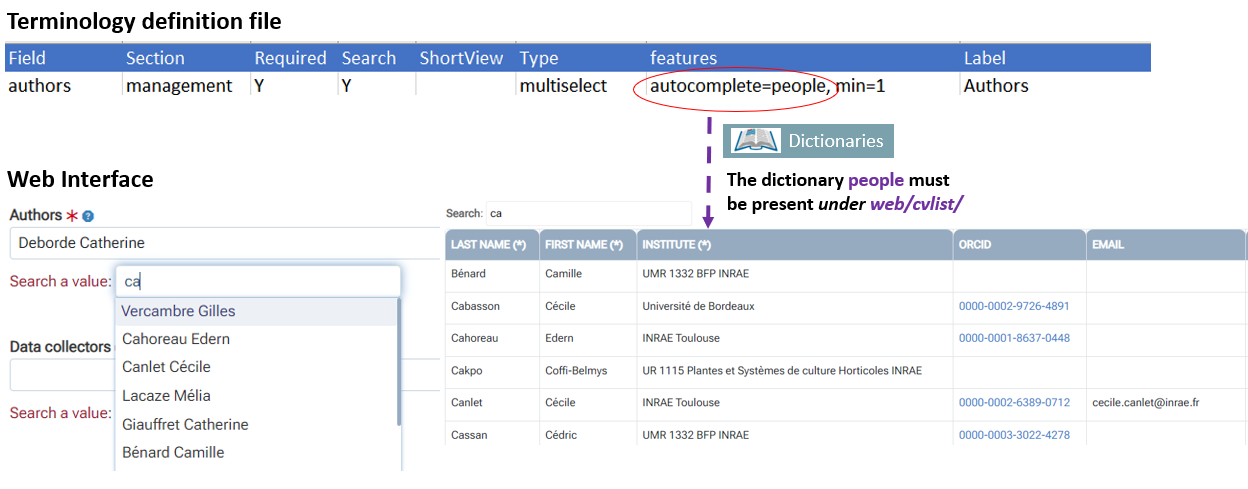 Terminology definition file
Field Section Required Search ShortView Type features Label
authors management Y Y multiselect autocomplete=people, min=1 Authors
Dictionaries
The dictionary people must
be present under web/cvlist/
Web Interface
Authors * ?
Deborde Catherine
Search a value: ca
Vercambre Gilles
Cahoreau Edern
Canlet Cécile
Lacaze Mélia
Giauffret Catherine
Bénard Camille
Data collectors
Search a value:
Search: ca
LAST NAME (*) FIRST NAME (*) INSTITUTE (*) ORCID EMAIL
Bénard Camille UMR 1332 BFP INRAE
Cabasson Cécile Université de Bordeaux 0000-0002-9726-4891
Cahoreau Edern INRAE Toulouse 0000-0001-8637-0448
Cakpo Coffi-Belmys UR 1115 Plantes et Systèmes de culture Horticoles INRAE
Canlet Cécile INRAE Toulouse 0000-0002-6389-0712 cecile.canlet@inrae.fr
Cassan Cédric UMR 1332 BFP INRAE 0000-0003-3022-4278